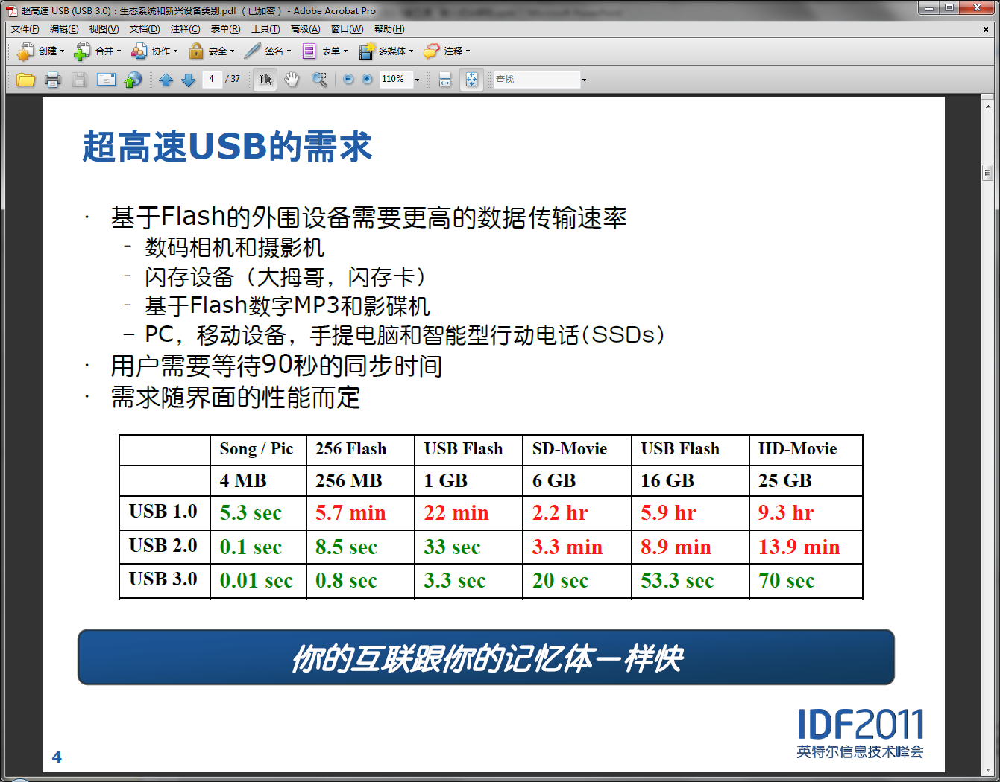 超高速 USB (USB 3.0)：生态系统和新兴设备类别.pdf （已加密） - Adobe Acrobat Pro
文件(F) 编辑(E) 视图(V) 文档(D) 注释(C) 表单(R) 工具(T) 高级(A) 窗口(W) 帮助(H)
创建 合并 协作 安全 签名 表单 多媒体 注释
4 / 37 110% 查找
超高速USB的需求
· 基于Flash的外围设备需要更高的数据传输速率
- 数码相机和摄影机
- 闪存设备（大拇哥，闪存卡）
- 基于Flash数字MP3和影碟机
– PC，移动设备，手提电脑和智能型行动电话(SSDs)
· 用户需要等待90秒的同步时间
· 需求随界面的性能而定
Song / Pic 256 Flash USB Flash SD-Movie USB Flash HD-Movie
4 MB 256 MB 1 GB 6 GB 16 GB 25 GB
USB 1.0 5.3 sec 5.7 min 22 min 2.2 hr 5.9 hr 9.3 hr
USB 2.0 0.1 sec 8.5 sec 33 sec 3.3 min 8.9 min 13.9 min
USB 3.0 0.01 sec 0.8 sec 3.3 sec 20 sec 53.3 sec 70 sec
你的互联跟你的记忆体一样快
IDF2011
英特尔信息技术峰会
4